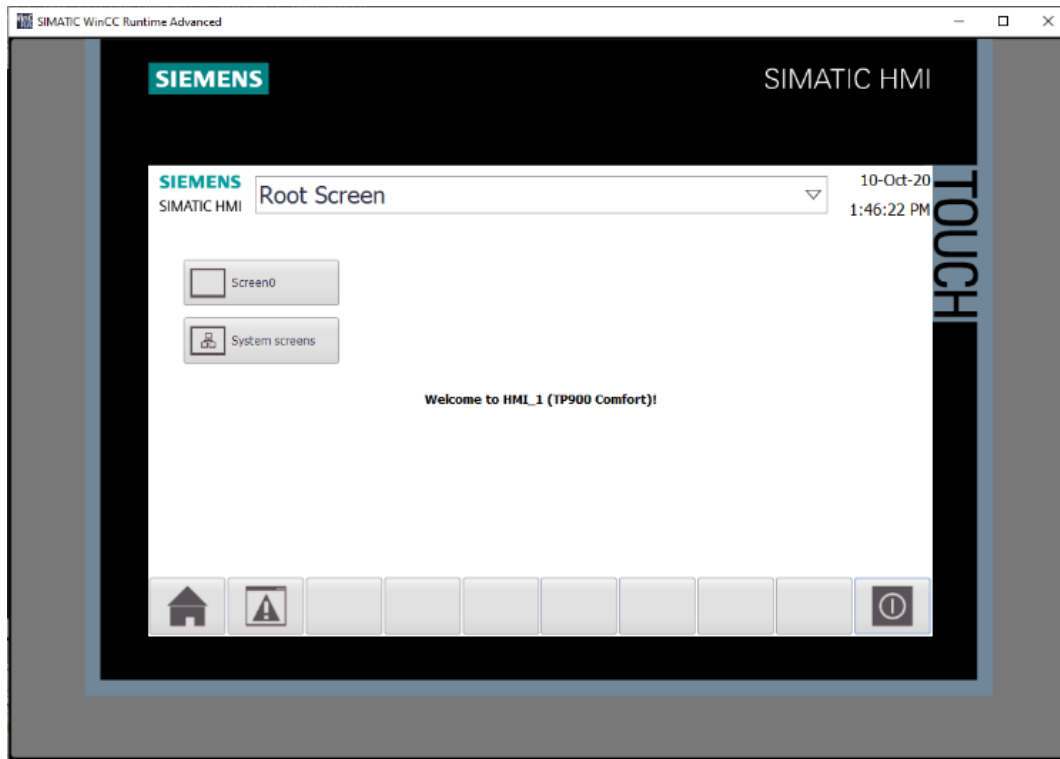 SIMATIC WinCC Runtime Advanced
SIEMENS
SIMATIC HMI
TOUCH
SIEMENS
SIMATIC HMI
Root Screen
10-Oct-20
1:46:22 PM
Screen0
System screens
Welcome to HMI_1 (TP900 Comfort)!